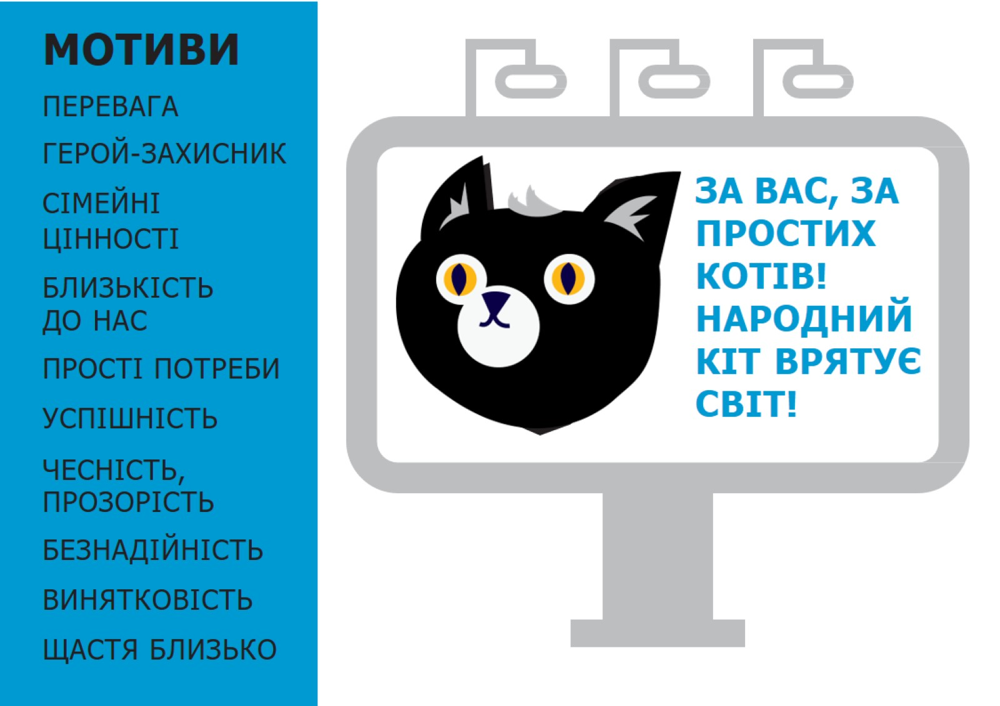 МОТИВИ
ПЕРЕВАГА
ГЕРОЙ-ЗАХИСНИК
СІМЕЙНІ
ЦІННОСТІ
БЛИЗЬКІСТЬ
ДО НАС
ПРОСТІ ПОТРЕБИ
УСПІШНІСТЬ
ЧЕСНІСТЬ,
ПРОЗОРІСТЬ
БЕЗНАДІЙНІСТЬ
ВИНЯТКОВІСТЬ
ЩАСТЯ БЛИЗЬКО
ЗА ВАС, ЗА
ПРОСТИХ
КОТІВ!
НАРОДНИЙ
КІТ ВРЯТУЄ
СВІТ!